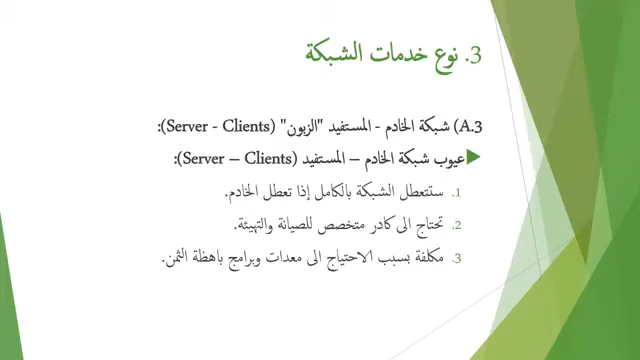 3. نوع خدمات الشبكة
A.3) شبكة الخادم - المستفيد "الزبون" (Server - Clients):
عيوب شبكة الخادم – المستفيد (Server – Clients):
1. ستتعطل الشبكة بالكامل إذا تعطل الخادم.
2. تحتاج الى كادر متخصص للصيانة والتهيئة.
3. مكلفة بسبب الاحتياج الى معدات وبرامج باهظة الثمن.